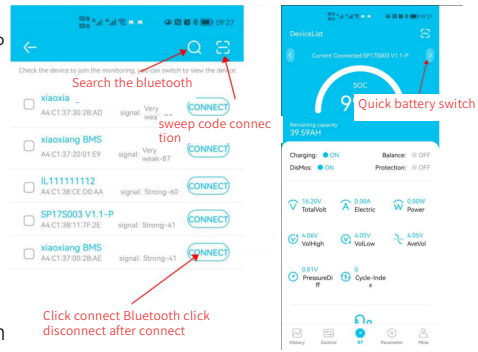 09:27
Check the device to join the monitoring, you can switch to view the device
Search the bluetooth
xiaoxia
A4:C1:37:30:2B:AD signal: Very
CONNECT
sweep code connec
tion
xiaoxiang BMS
A4:C1:37:20:01:E9 signal: Very
weak-87
CONNECT
IL111111112
A4:C1:38:CE:D0:AA signal: Strong-60
CONNECT
SP17S003 V1.1-P
A4:C1:38:11:7F:2E signal: Strong-41
CONNECT
xiaoxiang BMS
A4:C1:37:00:2B:AE signal: Strong-41
CONNECT
Click connect Bluetooth click
disconnect after connect
09:27
DeviceList
Current Connected:SP17S003 V1.1-P
SOC
9
Quick battery switch
Remaining capacity
39.59AH
Charging: ON Balance: OFF
DisMos: ON Protection: OFF
16.20V 0.00A 0.00W
TotalVolt Electric Power
4.06V 4.05V 4.05V
VolHigh VolLow AveVol
0.01V 0
PressureDi Cycle-Inde
ff x
History Control RT Parameter Mine